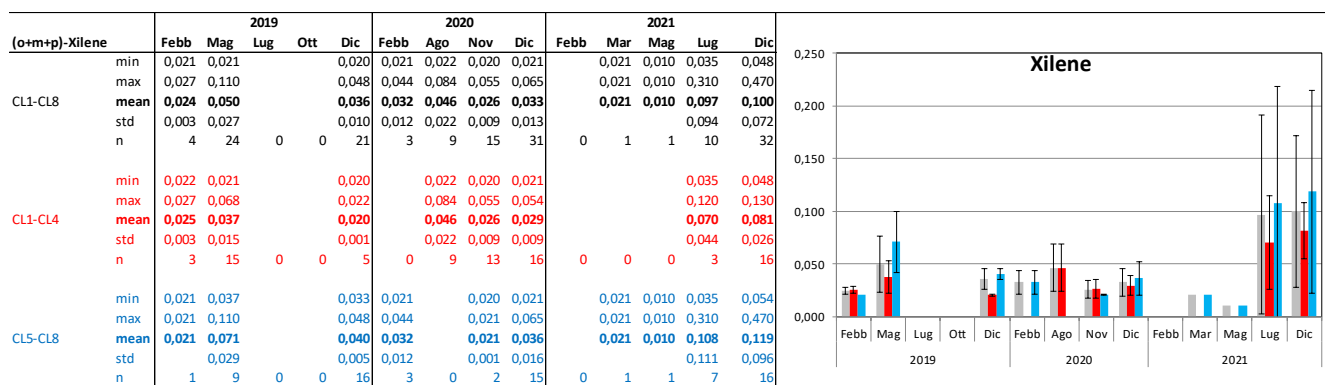 2019 2020 2021
(o+m+p)-Xilene Febb Mag Lug Ott Dic Febb Ago Nov Dic Febb Mar Mag Lug Dic
min 0,021 0,021 0,020 0,021 0,022 0,020 0,021 0,021 0,010 0,035 0,048
max 0,027 0,110 0,048 0,044 0,084 0,055 0,065 0,021 0,010 0,310 0,470
CL1-CL8 mean 0,024 0,050 0,036 0,032 0,046 0,026 0,033 0,021 0,010 0,097 0,100
std 0,003 0,027 0,010 0,012 0,022 0,009 0,013 0,094 0,072
n 4 24 0 0 21 3 9 15 31 0 1 1 10 32
min 0,022 0,021 0,020 0,022 0,020 0,021 0,035 0,048
max 0,027 0,068 0,022 0,084 0,055 0,054 0,120 0,130
CL1-CL4 mean 0,025 0,037 0,020 0,046 0,026 0,029 0,070 0,081
std 0,003 0,015 0,001 0,022 0,009 0,009 0,044 0,026
n 3 15 0 0 5 0 9 13 16 0 0 0 3 16
min 0,021 0,037 0,033 0,021 0,020 0,021 0,021 0,010 0,035 0,054
max 0,021 0,110 0,048 0,044 0,021 0,065 0,021 0,010 0,310 0,470
CL5-CL8 mean 0,021 0,071 0,040 0,032 0,021 0,036 0,021 0,010 0,108 0,119
std 0,029 0,005 0,012 0,001 0,016 0,111 0,096
n 1 9 0 0 16 3 0 2 15 0 1 1 7 16
Xilene
0,250
0,200
0,150
0,100
0,050
0,000
Febb Mag Lug Ott Dic Febb Ago Nov Dic Febb Mar Mag Lug Dic
2019 2020 2021